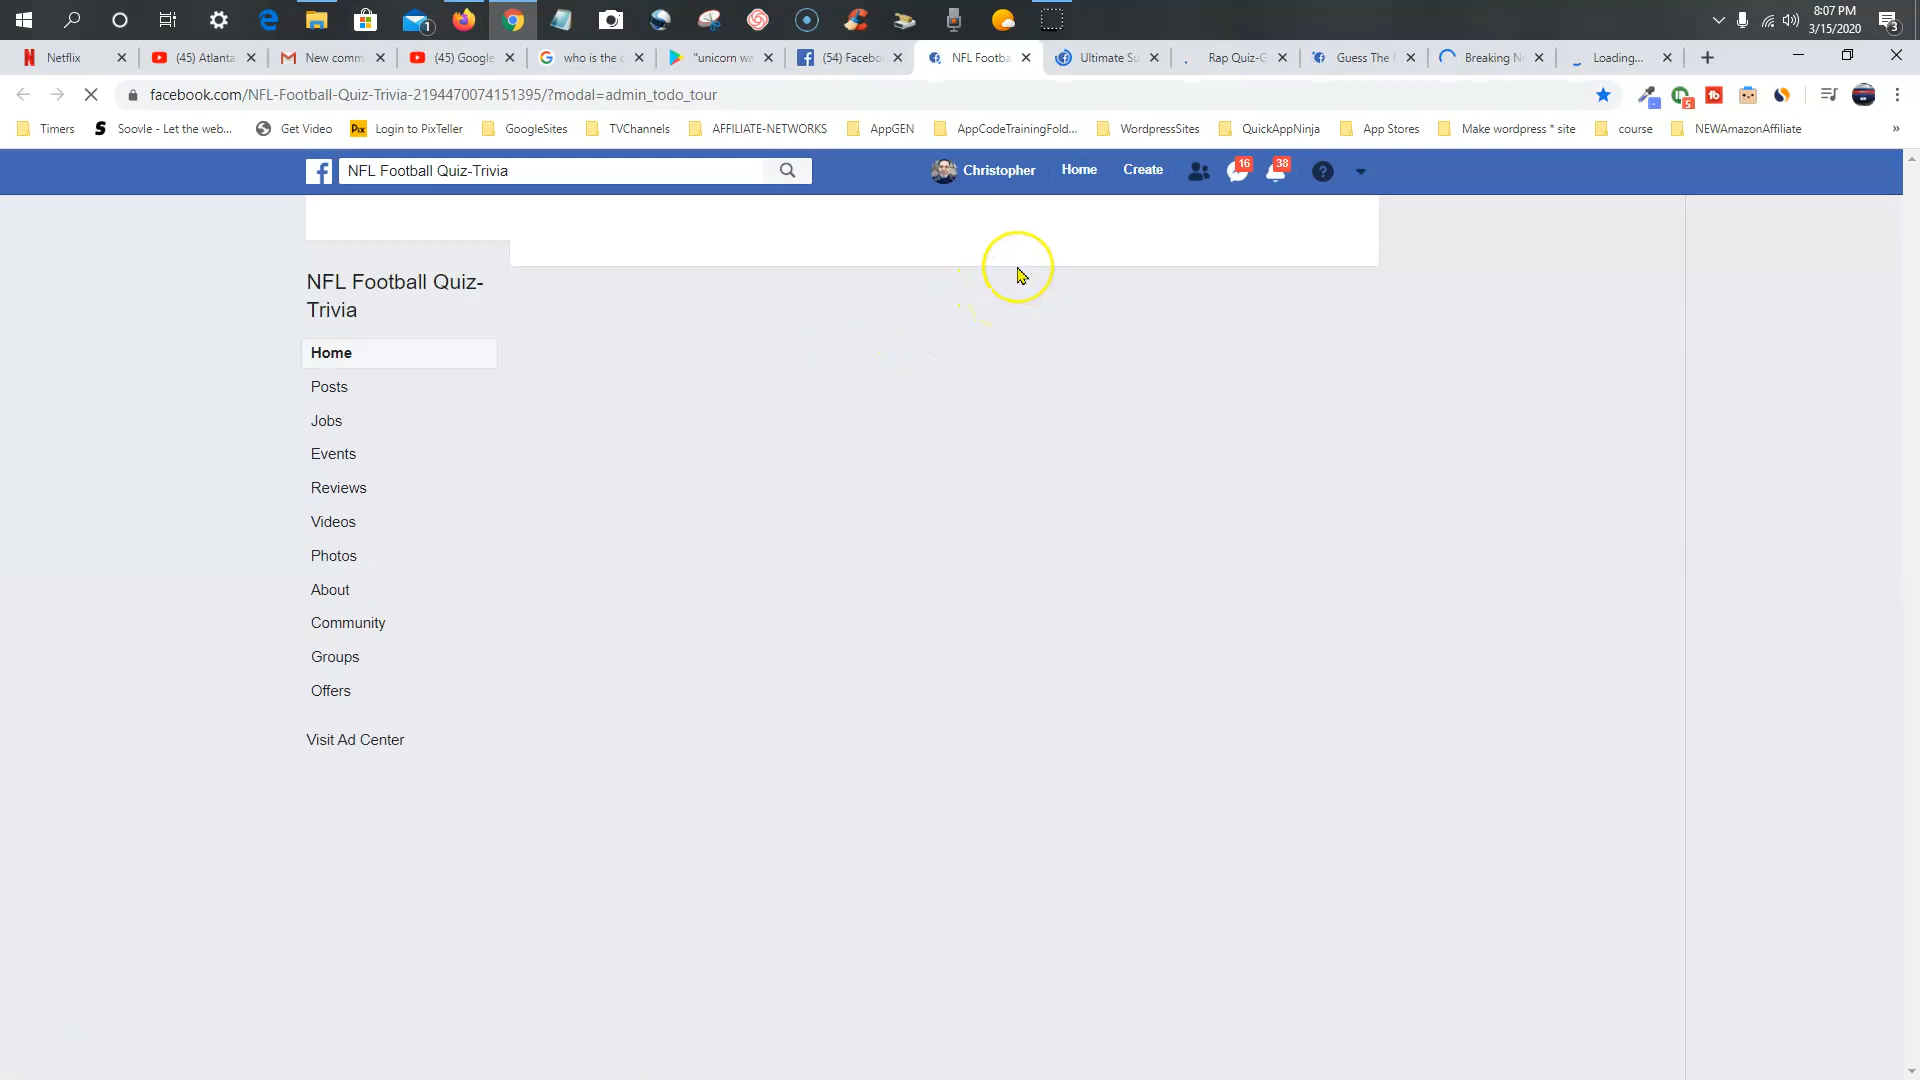 1
8:07 PM
3/15/2020
3
Netflix
(45) Atlanta
New comm
(45) Google
who is the
"unicorn wa
(54) Facebo
NFL Footba
Ultimate Su
Rap Quiz-G
Guess The
Breaking N
Loading...
facebook.com/NFL-Football-Quiz-Trivia-2194470074151395/?modal=admin_todo_tour
5
Timers
Soovle - Let the web...
Get Video
Pix Login to PixTeller
GoogleSites
TVChannels
AFFILIATE-NETWORKS
AppGEN
AppCodeTrainingFold...
WordpressSites
QuickAppNinja
App Stores
Make wordpress * site
course
NEWAmazonAffiliate
NFL Football Quiz-Trivia
Christopher
Home
Create
16
38
NFL Football Quiz-
Trivia
Home
Posts
Jobs
Events
Reviews
Videos
Photos
About
Community
Groups
Offers
Visit Ad Center